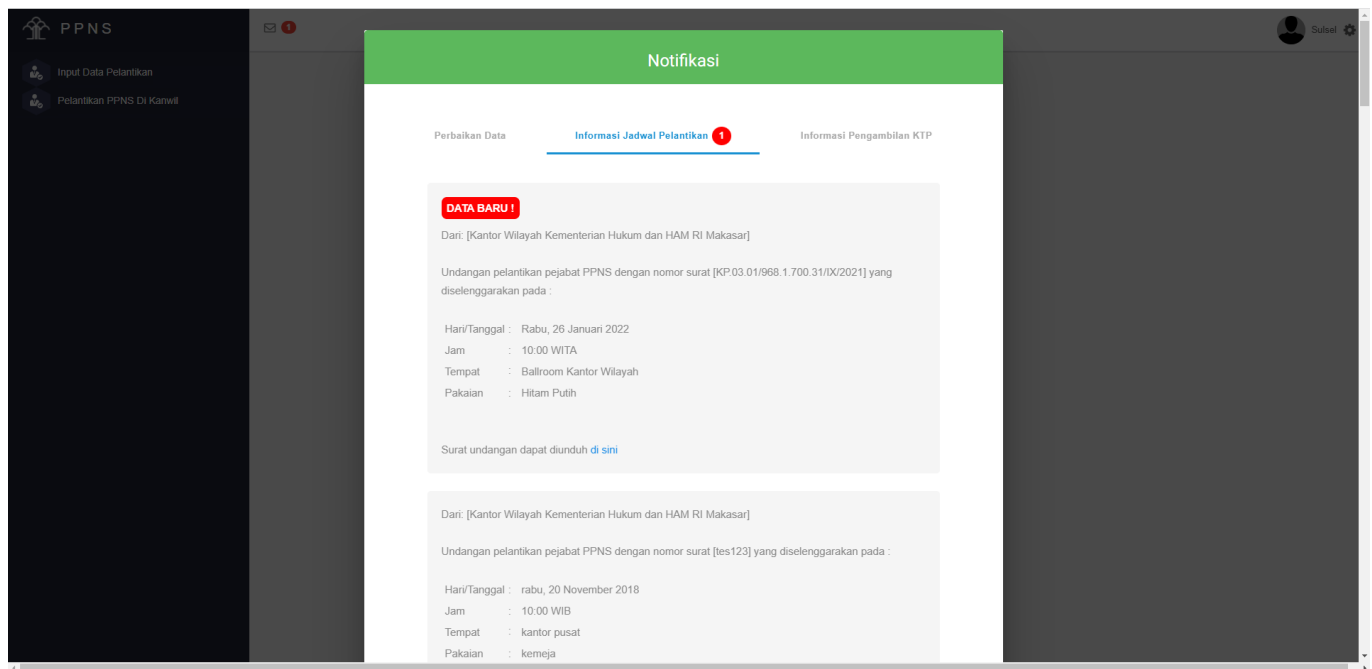 PPNS
1
Sulsel
Input Data Pelantikan
Pelantikan PPNS Di Kanwil
Notifikasi
Perbaikan Data
Informasi Jadwal Pelantikan 1
Informasi Pengambilan KTP
DATA BARU !
Dari: [Kantor Wilayah Kementerian Hukum dan HAM RI Makasar]
Undangan pelantikan pejabat PPNS dengan nomor surat [KP.03.01/968.1.700.31/IX/2021] yang
diselenggarakan pada :
Hari/Tanggal : Rabu, 26 Januari 2022
Jam : 10:00 WITA
Tempat : Ballroom Kantor Wilayah
Pakaian : Hitam Putih
Surat undangan dapat diunduh di sini
Dari: [Kantor Wilayah Kementerian Hukum dan HAM RI Makasar]
Undangan pelantikan pejabat PPNS dengan nomor surat [tes123] yang diselenggarakan pada :
Hari/Tanggal : rabu, 20 November 2018
Jam : 10:00 WIB
Tempat : kantor pusat
Pakaian : kemeja